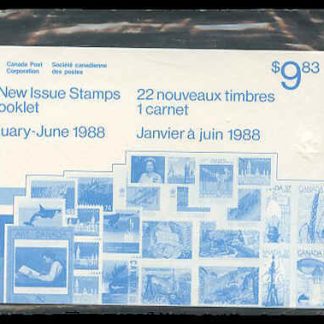 Canada Post Société canadienne
Corporation des postes
$9.83
New Issue Stamps 22 nouveaux timbres
ooklet 1 carnet
uary-June 1988 Janvier à juin 1988
CANADA